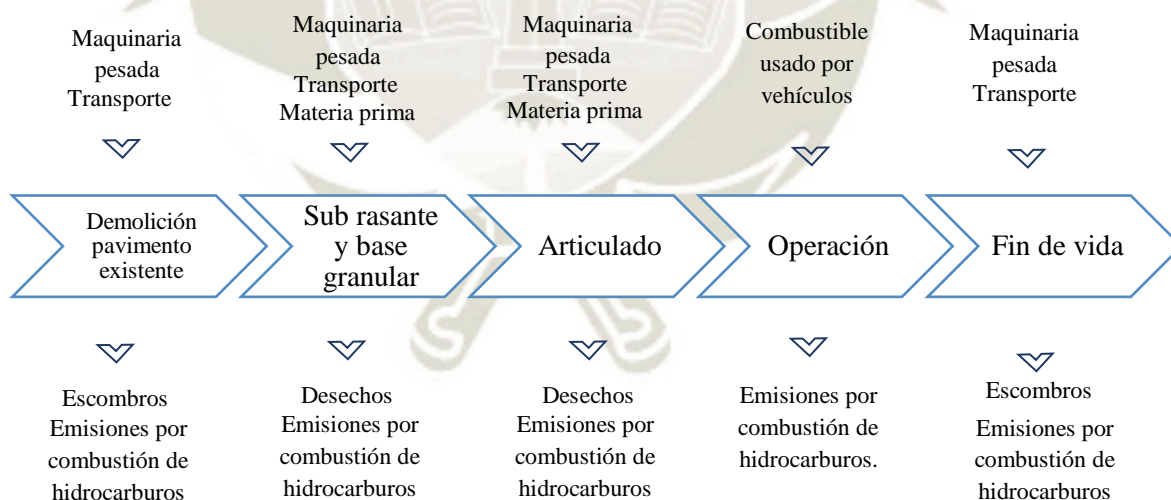 Maquinaria
pesada
Transporte
Maquinaria
pesada
Transporte
Materia prima
Maquinaria
pesada
Transporte
Materia prima
Combustible
usado por
vehículos
Maquinaria
pesada
Transporte
Demolición
pavimento
existente
Sub rasante
y base
granular
Articulado
Operación
Fin de vida
Escombros
Emisiones por
combustión de
hidrocarburos
Desechos
Emisiones por
combustión de
hidrocarburos
Desechos
Emisiones por
combustión de
hidrocarburos
Emisiones por
combustión de
hidrocarburos.
Escombros
Emisiones por
combustión de
hidrocarburos